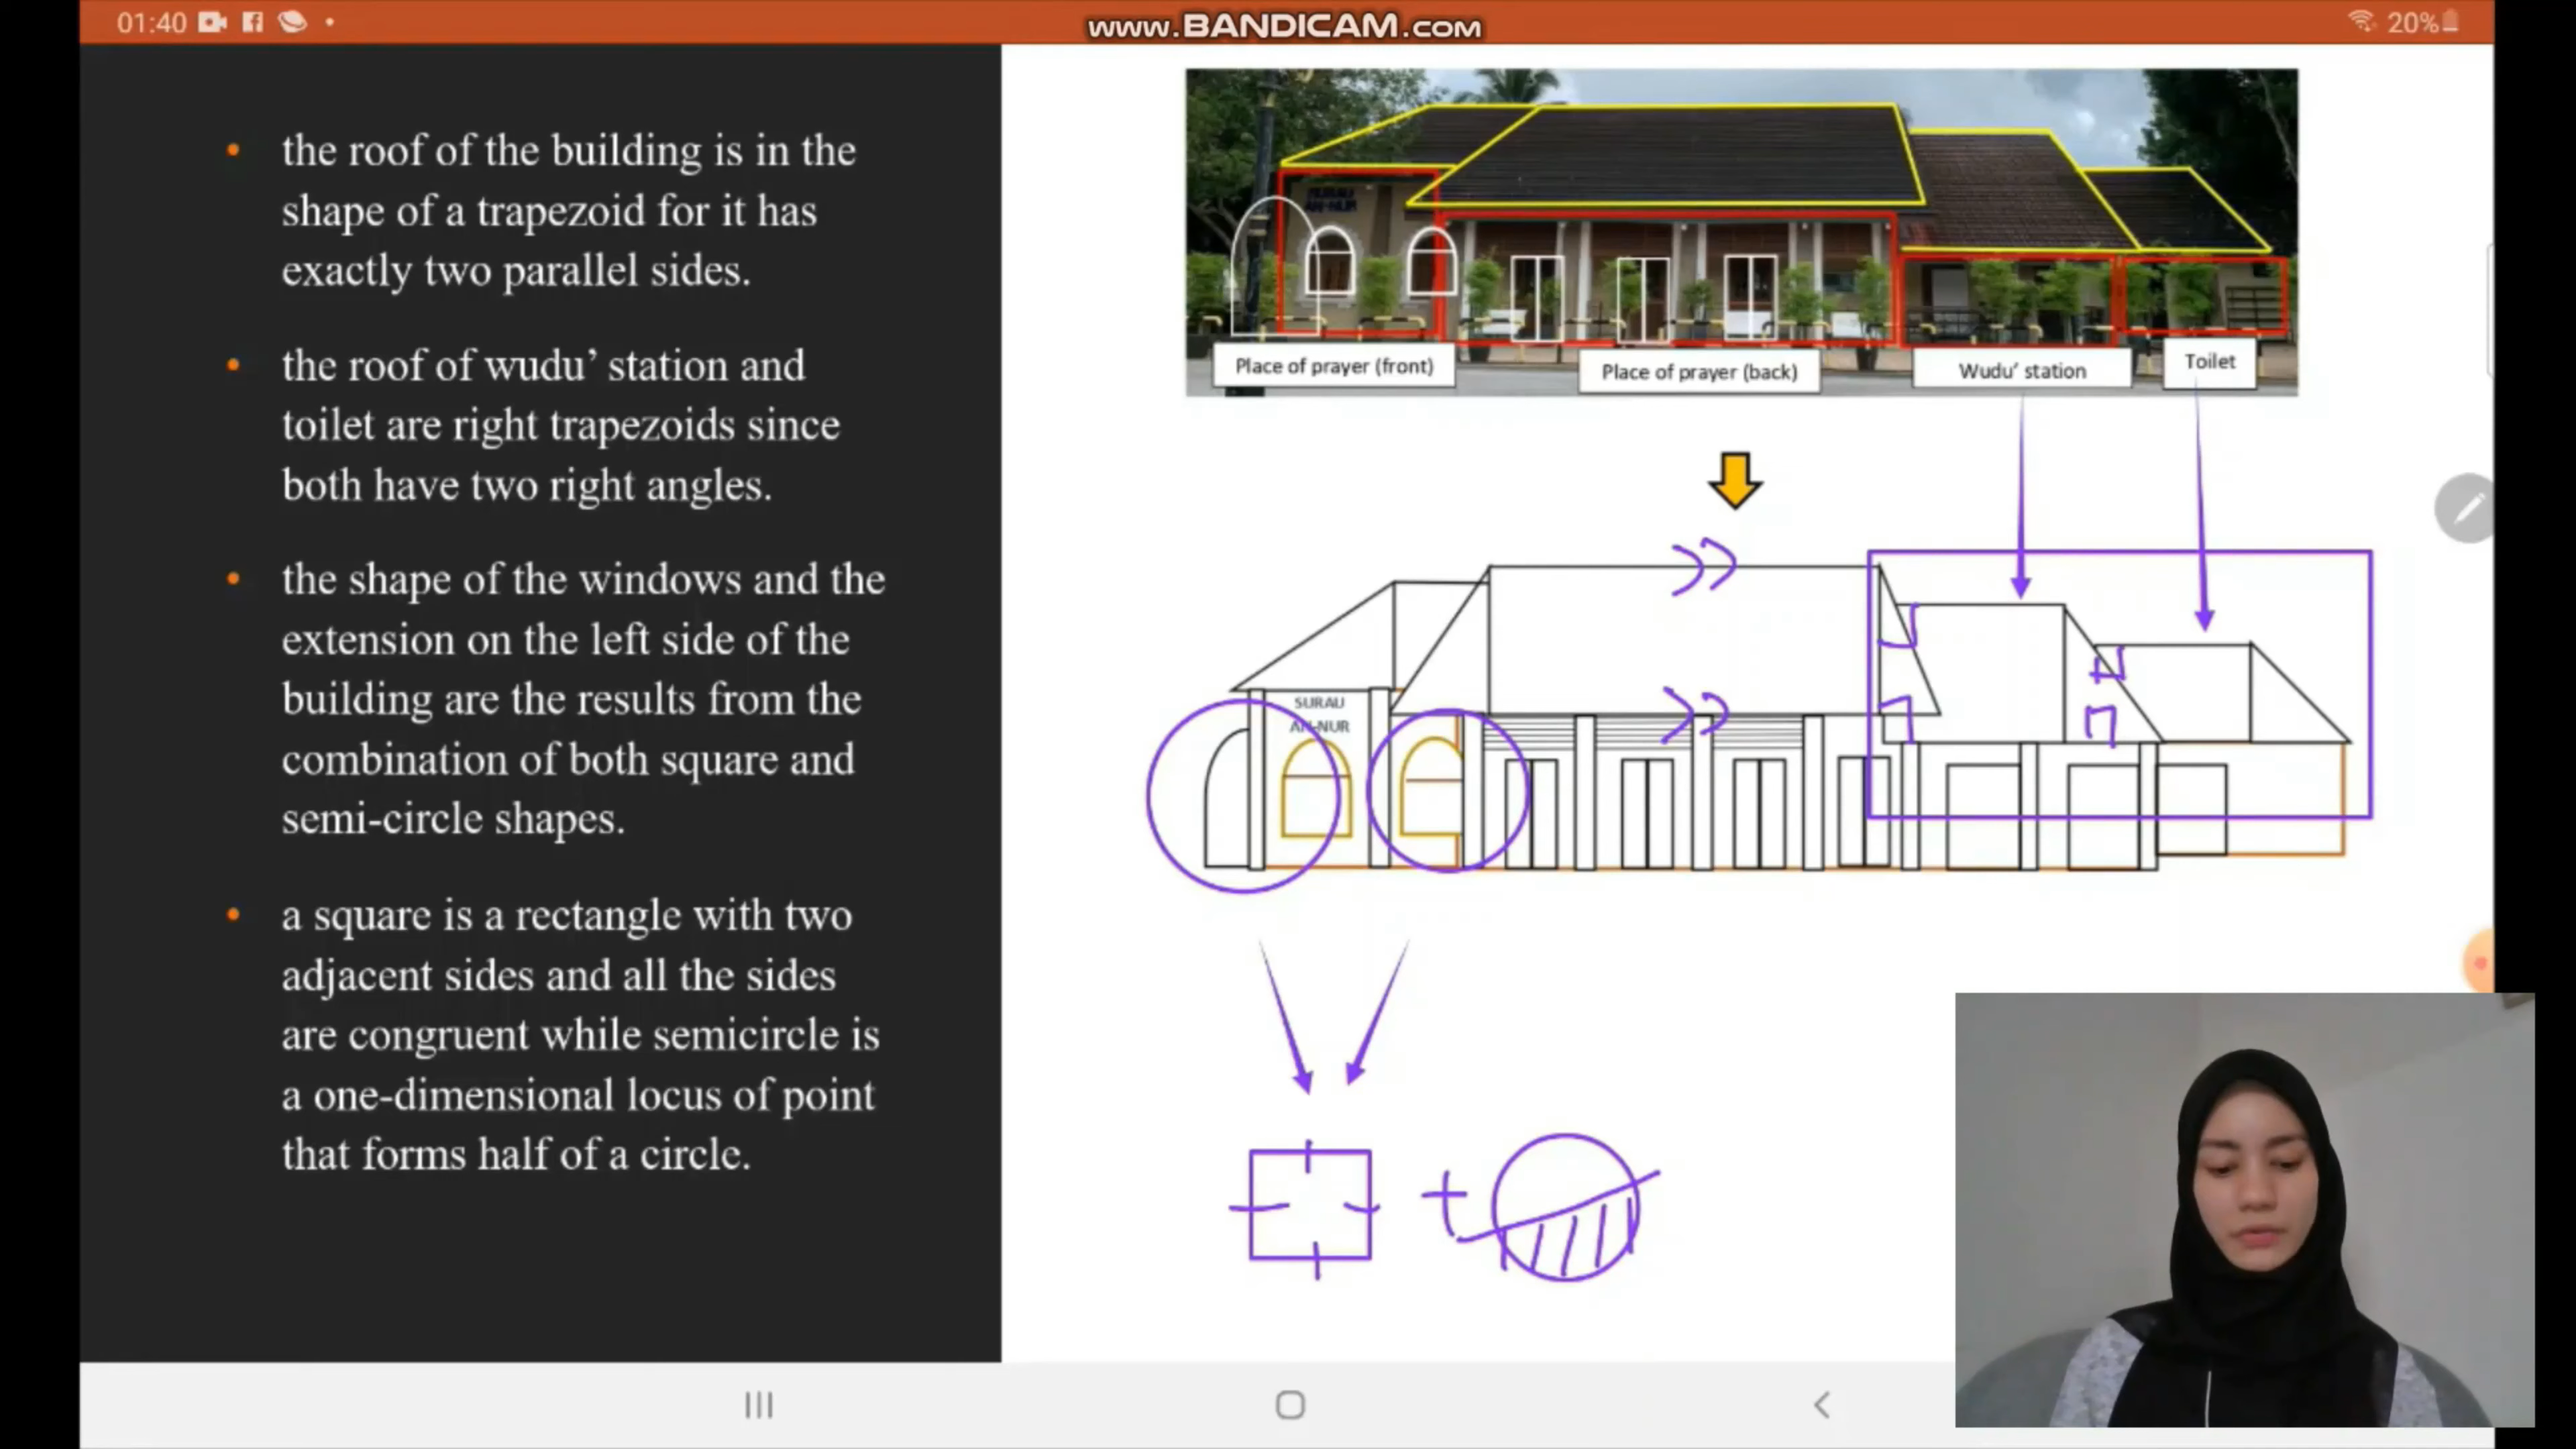 01:40
www.BANDICAM.com
20%
• the roof of the building is in the
shape of a trapezoid for it has
exactly two parallel sides.
• the roof of wudu’ station and
toilet are right trapezoids since
both have two right angles.
• the shape of the windows and the
extension on the left side of the
building are the results from the
combination of both square and
semi-circle shapes.
• a square is a rectangle with two
adjacent sides and all the sides
are congruent while semicircle is
a one-dimensional locus of point
that forms half of a circle.
SURAU
AN-NUR
Place of prayer (front)
Place of prayer (back)
Wudu’ station
Toilet
SURAU
AN-NUR
+